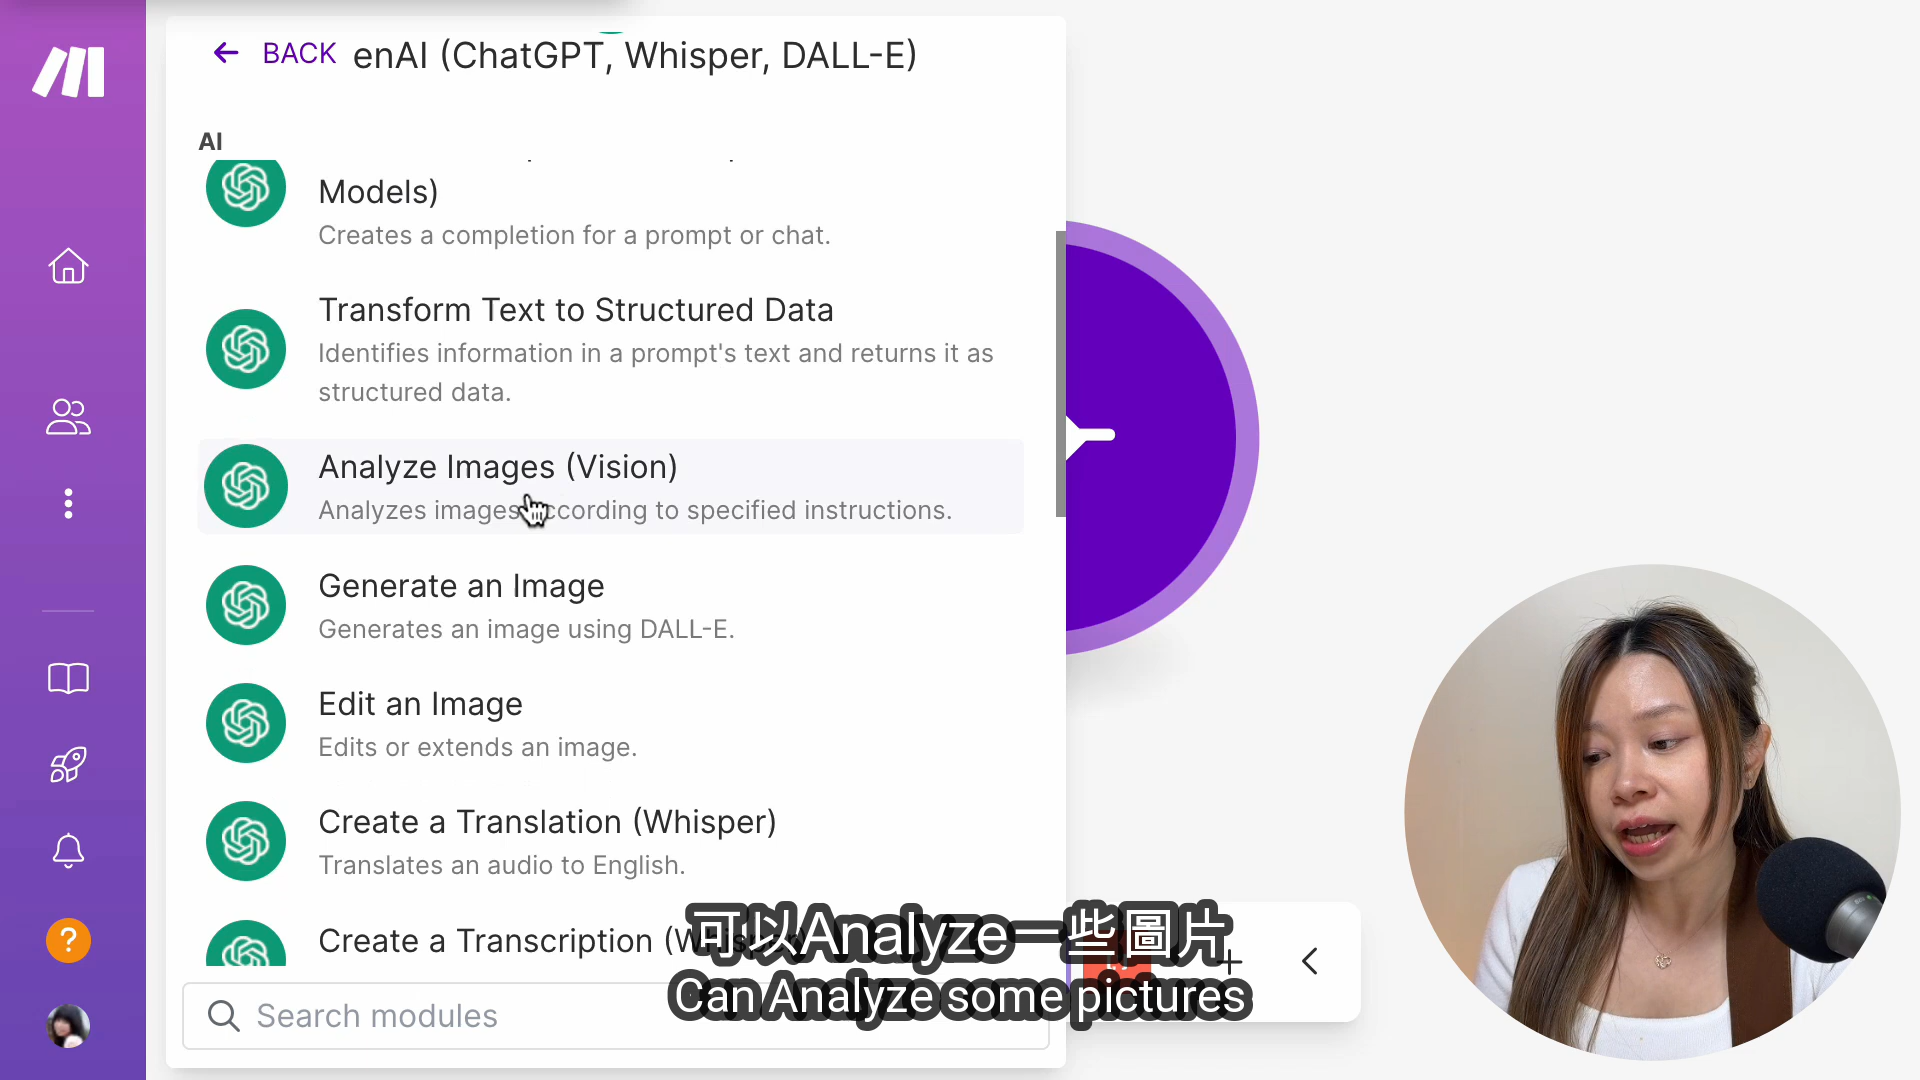 BACK
enAI (ChatGPT, Whisper, DALL-E)
AI
Models)
Creates a completion for a prompt or chat.
Transform Text to Structured Data
Identifies information in a prompt's text and returns it as
structured data.
Analyze Images (Vision)
Analyzes images according to specified instructions.
Generate an Image
Generates an image using DALL-E.
Edit an Image
Edits or extends an image.
Create a Translation (Whisper)
Translates an audio to English.
Create a Transcription (Whisper)
可以Analyze一些圖片
Can Analyze some pictures
Search modules
?